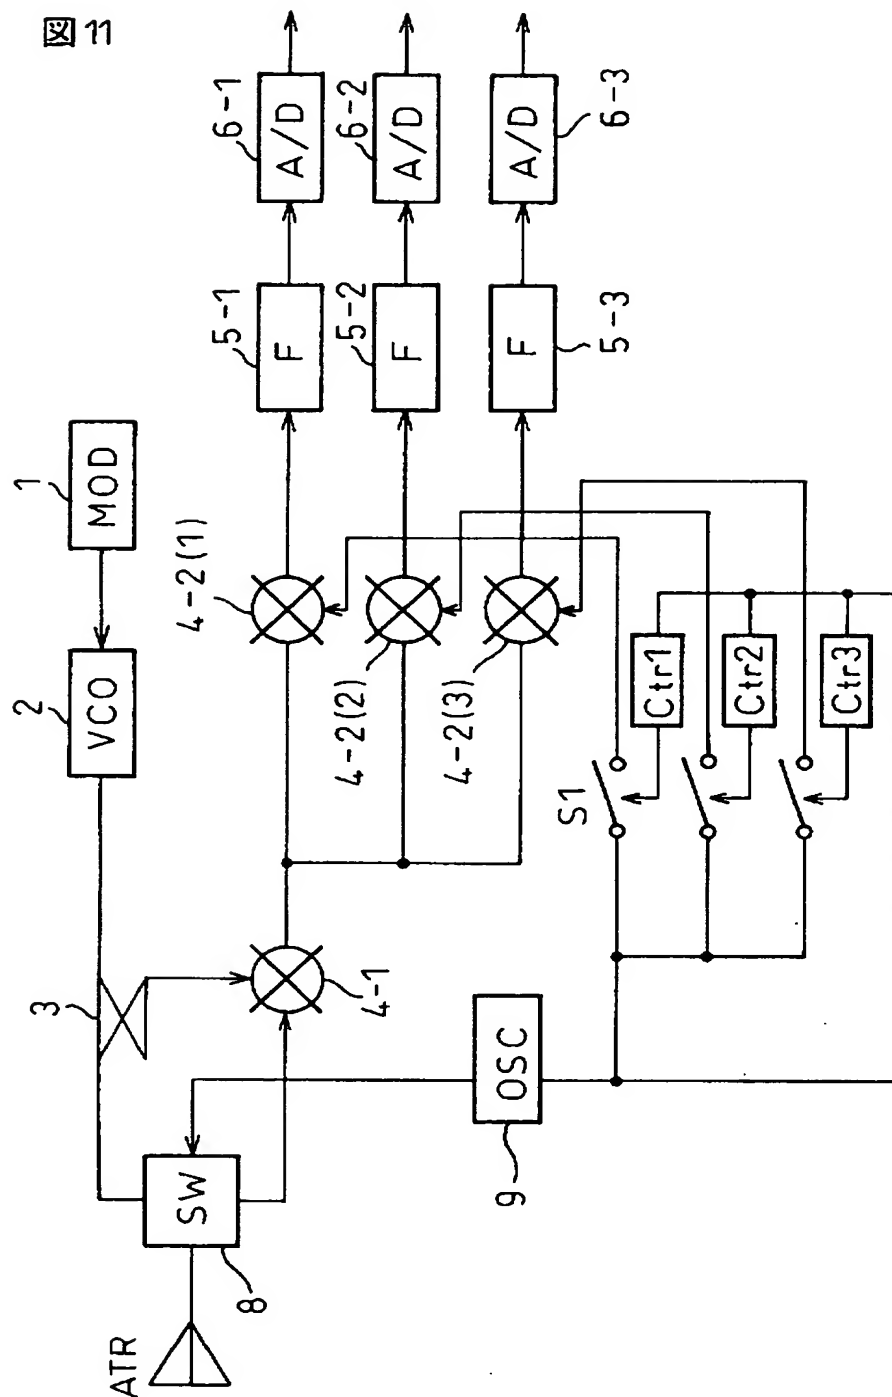 図11
ATR
8
SW
3
2
VCO
1
MOD
4-1
4-2(1)
4-2(2)
4-2(3)
5-1
F
5-2
F
5-3
F
6-1
A/D
6-2
A/D
6-3
A/D
9
OSC
S1
Ctr1
Ctr2
Ctr3